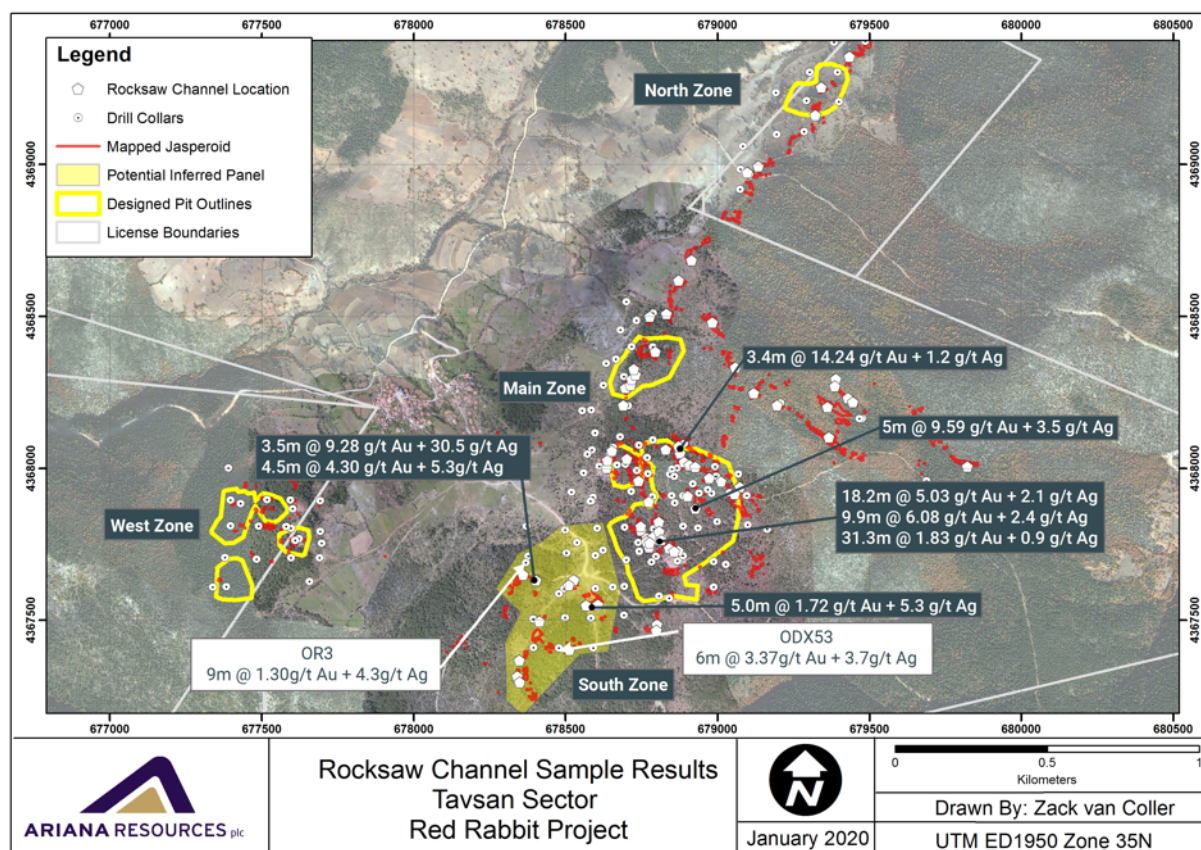 677000 677500 678000 678500 679000 679500 680000 680500
Legend
Rocksaw Channel Location
Drill Collars
Mapped Jasperoid
Potential Inferred Panel
Designed Pit Outlines
License Boundaries
North Zone
4369000 4369000
4368500 4368500
Main Zone
3.4m @ 14.24 g/t Au + 1.2 g/t Ag
5m @ 9.59 g/t Au + 3.5 g/t Ag
3.5m @ 9.28 g/t Au + 30.5 g/t Ag
4.5m @ 4.30 g/t Au + 5.3g/t Ag
4368000 4368000
18.2m @ 5.03 g/t Au + 2.1 g/t Ag
9.9m @ 6.08 g/t Au + 2.4 g/t Ag
31.3m @ 1.83 g/t Au + 0.9 g/t Ag
West Zone
5.0m @ 1.72 g/t Au + 5.3 g/t Ag
4367500 4367500
OR3
9m @ 1.30g/t Au + 4.3g/t Ag
ODX53
6m @ 3.37g/t Au + 3.7g/t Ag
South Zone
677000 677500 678000 678500 679000 679500 680000 680500
ARIANA RESOURCES plc
Rocksaw Channel Sample Results
Tavsan Sector
Red Rabbit Project
N
January 2020
0 0.5 1
Kilometers
Drawn By: Zack van Coller
UTM ED1950 Zone 35N